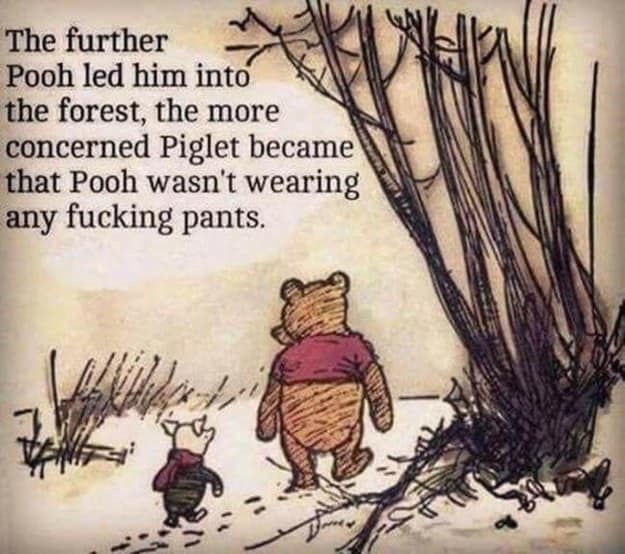 The further
Pooh led him into
the forest, the more
concerned Piglet became
that Pooh wasn't wearing
any fucking pants.